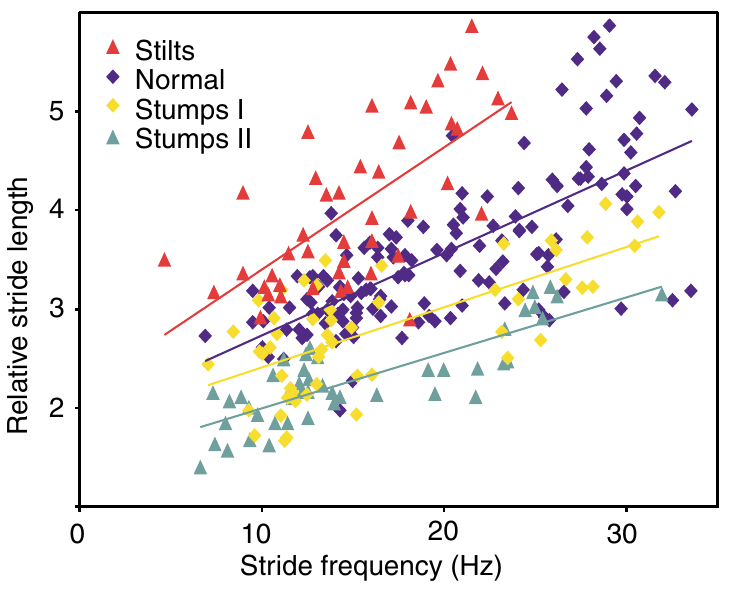 Stilts
Normal
Stumps I
Stumps II
5
4
3
2
Relative stride length
0
10
20
30
Stride frequency (Hz)